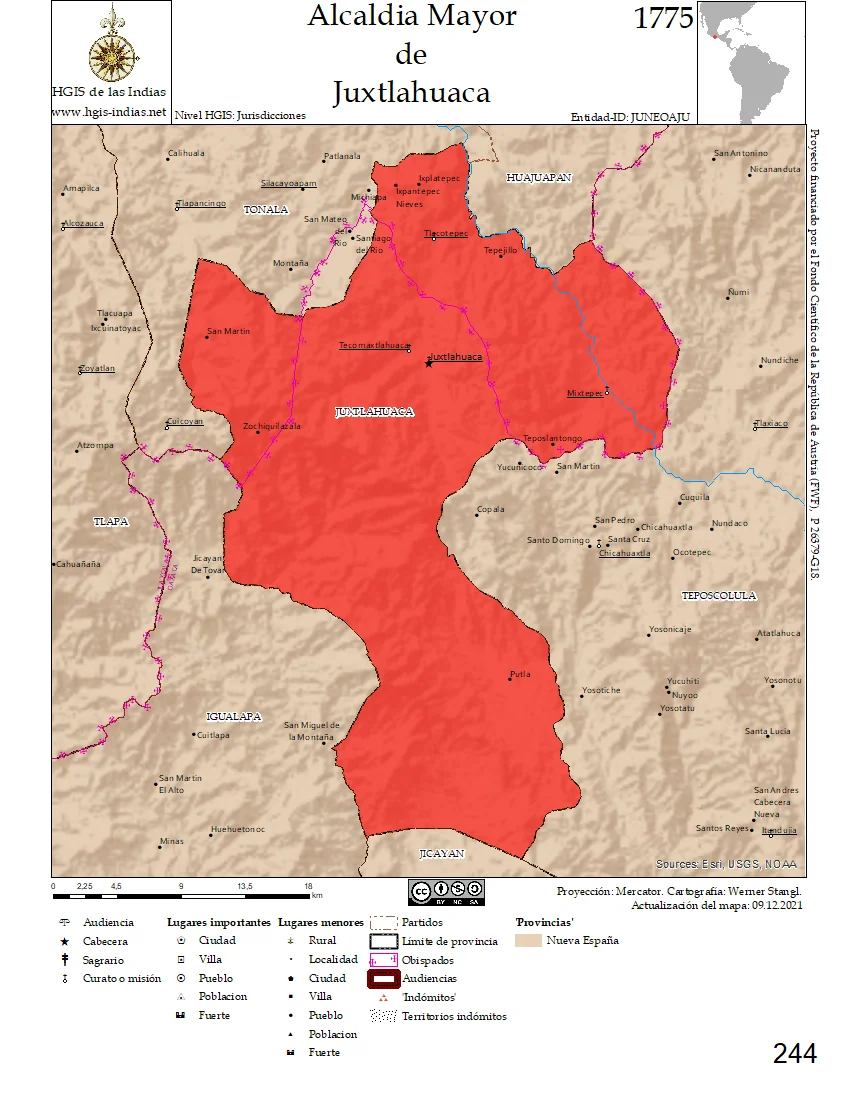 Alcaldia Mayor
de
Juxtlahuaca
1775
HGIS de las Indias
www.hgis-indias.net
Nivel HGIS: Jurisdicciones
Entidad-ID: JUNEOAJU
Calihuala
Patlanala
San Antonino
Nicananduta
Amapilca
Silacayoapam
Ixplatepec
HUAJUAPAN
Michiapa
Ixpantepec
Nieves
Tlapancingo
TONALA
Alcozauca
San Mateo
del
Rio
Santiago
del Rio
Tlacotepec
Tepejillo
Montaña
Ñumi
Tlacuapa
Ixcuinatoyac
San Martin
Tecomaxtlahuaca
Juxtlahuaca
Nundiche
Zoyatlan
Mixtepec
JUXTLAHUACA
Cuicoyan
Zochiquilazala
Tlaxiaco
Atzompa
Teposlantongo
Yucunicoco
San Martin
Cuquila
Copala
TLAPA
San Pedro
Chicahuaxtla
Nundaco
Santo Domingo
Santa Cruz
Chicahuaxtla
Ocotepec
Cahuañaña
Jicayan
De Tovar
OAXACA
TEPOSCOLULA
Yosonicaje
Atatlahuca
Putla
Yosotiche
Yucuhiti
Nuyoo
Yosonotu
Yosotatu
IGUALAPA
Cuitlapa
San Miguel de
la Montaña
Santa Lucia
San Martin
El Alto
San Andres
Cabecera
Nueva
Huehuetonoc
Santos Reyes
Itundujia
Minas
JICAYAN
Sources: Esri, USGS, NOAA
Proyecto financiado por el Fondo Científico de la República de Austria (FWF), P 26379-G18.
0 2,25 4,5 9 13,5 18
km
cc
BY NC SA
Proyección: Mercator. Cartografía: Werner Stangl.
Actualización del mapa: 09.12.2021
Audiencia
Cabecera
Sagrario
Curato o misión
Lugares importantes
Ciudad
Villa
Pueblo
Poblacion
Fuerte
Lugares menores
Rural
Localidad
Ciudad
Villa
Pueblo
Poblacion
Fuerte
Partidos
Límite de provincia
Obispados
Audiencias
'Indómitos'
Territorios indómitos
'Provincias'
Nueva España
244